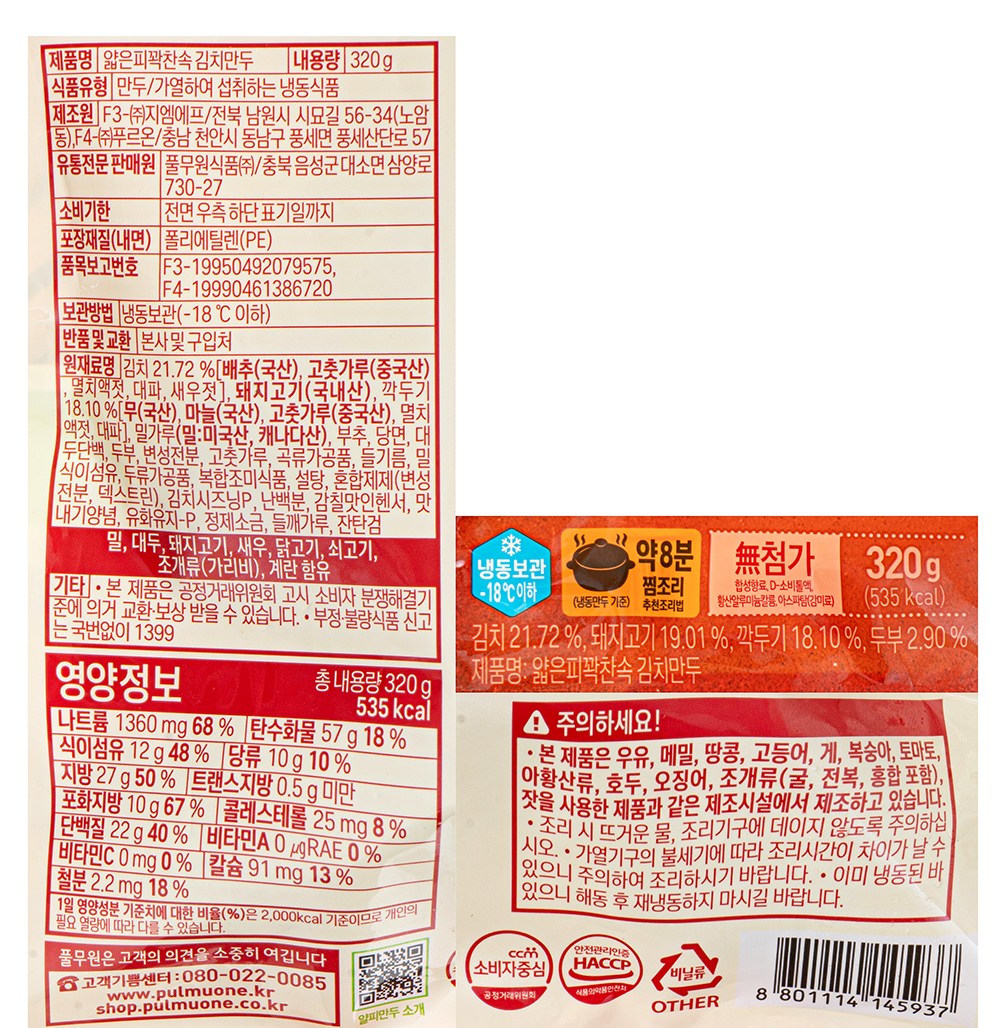 제품명 얇은피꽉찬속 김치만두 내용량 320g
식품유형 만두/가열하여 섭취하는 냉동식품
제조원 F3-㈜지엠에프/전북 남원시 시묘길 56-34(노암
동),F4-㈜푸르온/충남 천안시 동남구 풍세면 풍세산단로 57
유통전문 판매원 풀무원식품㈜/충북 음성군 대소면 삼양로
730-27
소비기한 전면 우측 하단 표기일까지
포장재질(내면) 폴리에틸렌(PE)
품목보고번호 F3-19950492079575,
F4-19990461386720
보관방법 냉동보관(-18 ℃ 이하)
반품 및 교환 본사 및 구입처
원재료명 김치 21.72 %[배추(국산), 고춧가루(중국산)
, 멸치액젓, 대파, 새우젓], 돼지고기(국내산), 깍두기
18.10 %[무(국산), 마늘(국산), 고춧가루(중국산), 멸치
액젓, 대파], 밀가루(밀:미국산, 캐나다산), 부추, 당면, 대
두단백, 두부, 변성전분, 고춧가루, 곡류가공품, 들기름, 밀
식이섬유, 두류가공품, 복합조미식품, 설탕, 혼합제제(변성
전분, 덱스트린), 김치시즈닝P, 난백분, 감칠맛인헨서, 맛
내기양념, 유화유지-P, 정제소금, 들깨가루, 잔탄검
밀, 대두, 돼지고기, 새우, 닭고기, 쇠고기,
조개류(가리비), 계란 함유
기타 • 본 제품은 공정거래위원회 고시 소비자 분쟁해결기
준에 의거 교환·보상 받을 수 있습니다. • 부정·불량식품 신고
는 국번없이 1399
영양정보 총 내용량 320 g
535 kcal
나트륨 1360 mg 68 % 탄수화물 57 g 18 %
식이섬유 12 g 48 % 당류 10 g 10 %
지방 27 g 50 % 트랜스지방 0.5 g 미만
포화지방 10 g 67 % 콜레스테롤 25 mg 8 %
단백질 22 g 40 % 비타민A 0 ㎍RAE 0 %
비타민C 0 mg 0 % 칼슘 91 mg 13 %
철분 2.2 mg 18 %
1일 영양성분 기준치에 대한 비율(%)은 2,000kcal 기준이므로 개인의
필요 열량에 따라 다를 수 있습니다.
풀무원은 고객의 의견을 소중히 여깁니다
☎고객기쁨센터:080-022-0085
www.pulmuone.kr
shop.pulmuone.co.kr
얄피만두 소개
냉동보관
-18℃이하
(냉동만두 기준)
약8분
찜조리
추천조리법
無첨가
합성향료, D-소비톨액,
황산알루미늄칼륨, 아스파탐(감미료)
320 g
(535 kcal)
김치 21.72 %, 돼지고기 19.01 %, 깍두기 18.10 %, 두부 2.90 %
제품명: 얇은피꽉찬속 김치만두
주의하세요!
• 본 제품은 우유, 메밀, 땅콩, 고등어, 게, 복숭아, 토마토,
아황산류, 호두, 오징어, 조개류(굴, 전복, 홍합 포함),
잣을 사용한 제품과 같은 제조시설에서 제조하고 있습니다.
• 조리 시 뜨거운 물, 조리기구에 데이지 않도록 주의하십
시오. • 가열기구의 불세기에 따라 조리시간이 차이가 날 수
있으니 주의하여 조리하시기 바랍니다. • 이미 냉동된 바
있으니 해동 후 재냉동하지 마시길 바랍니다.
ccm
소비자중심
공정거래위원회
안전관리인증
HACCP
식품의약품안전처
비닐류
OTHER
8 801114 145937